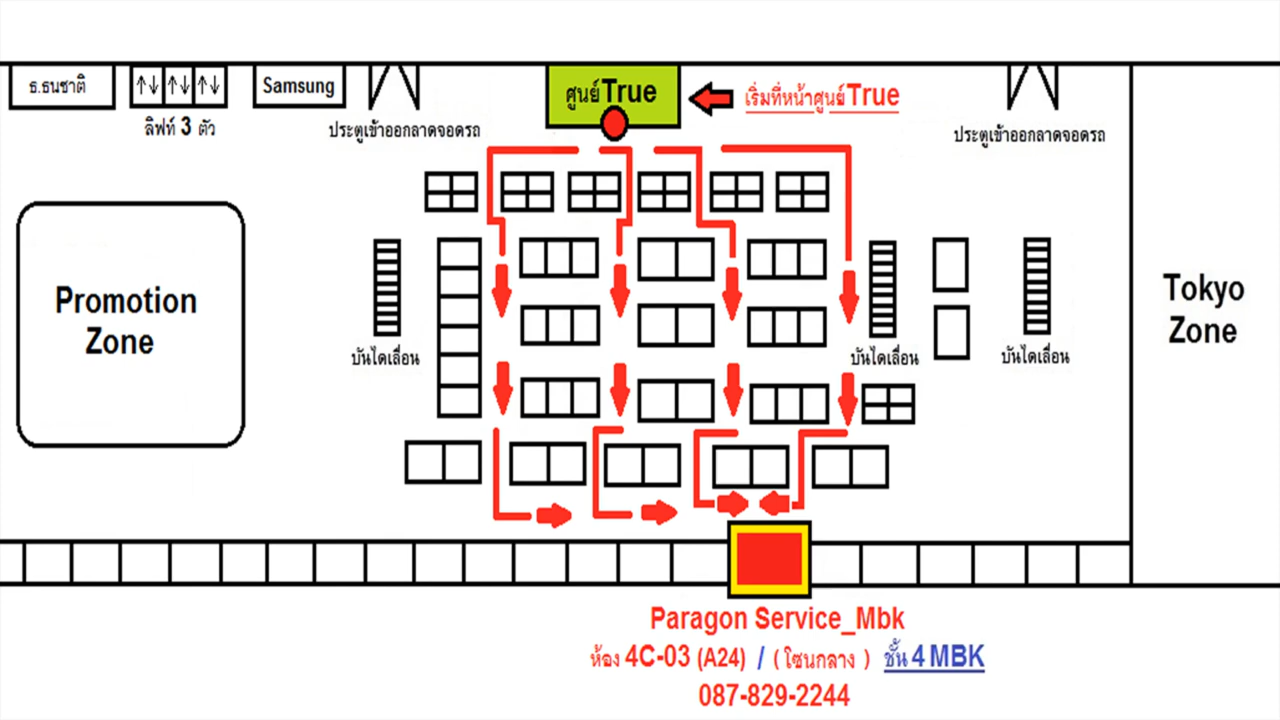 ธ.ธนชาติ
ลิฟท์ 3 ตัว
Samsung
ประตูเข้าออกลาดจอดรถ
ศูนย์True
เริ่มที่หน้าศูนย์True
ประตูเข้าออกลาดจอดรถ
Promotion
Zone
บันไดเลื่อน
บันไดเลื่อน
บันไดเลื่อน
Tokyo
Zone
Paragon Service_Mbk
ห้อง 4C-03 (A24) / ( โซนกลาง ) ชั้น 4 MBK
087-829-2244